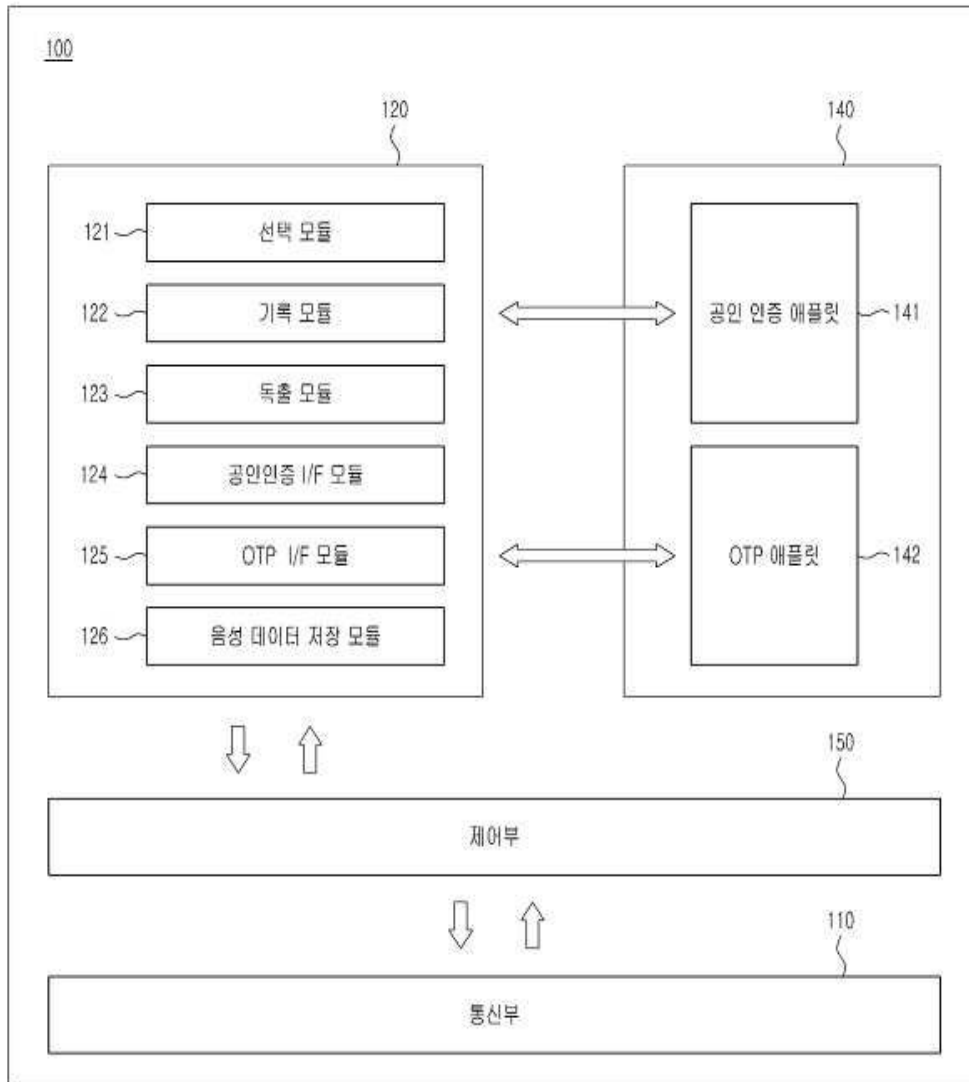 100
120
140
121
선택 모듈
122
기록 모듈
공인 인증 애플릿
141
123
독출 모듈
124
공인인증 I/F 모듈
125
OTP I/F 모듈
OTP 애플릿
142
126
음성 데이터 저장 모듈
150
제어부
110
통신부